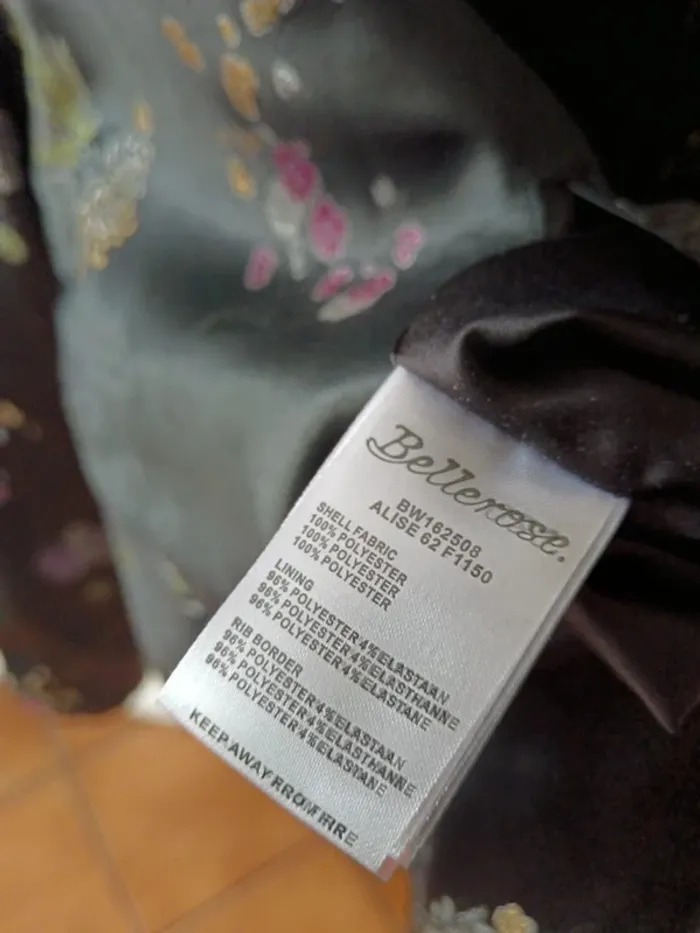 Bellerose.
BW162508
ALISE 62 F1150
SHELL FABRIC
100% POLYESTER
100% POLYESTER
100% POLYESTER
LINING
96% POLYESTER 4%ELASTAAN
96% POLYESTER 4%ELASTHANNE
96% POLYESTER 4%ELASTANE
RIB BORDER
96% POLYESTER 4%ELASTAAN
96% POLYESTER 4%ELASTHANNE
96% POLYESTER 4%ELASTANE
KEEP AWAY FROM FIRE